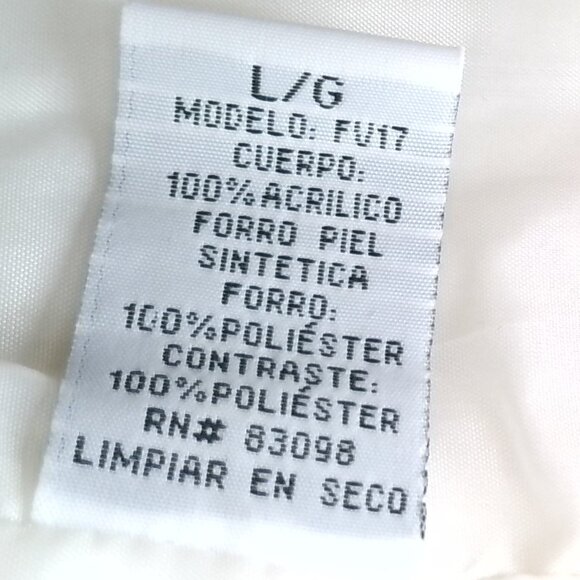 L/G
MODELO: FV17
CUERPO:
100%ACRILICO
FORRO PIEL
SINTETICA
FORRO:
100%POLIÉSTER
CONTRASTE:
100%POLIÉSTER
RN# 83098
LIMPIAR EN SECO